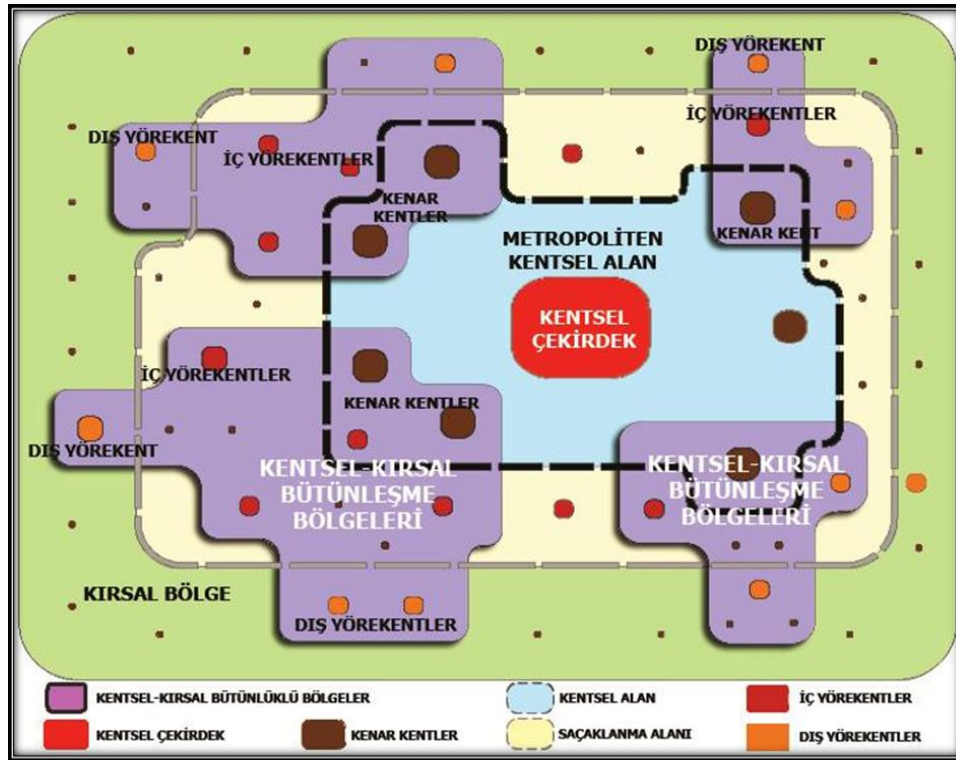 DIŞ YÖREKENT
İÇ YÖREKENTLER
DIŞ YÖREKENT
İÇ YÖREKENTLER
KENAR
KENTLER
KENAR KENT
METROPOLİTEN
KENTSEL ALAN
KENTSEL
ÇEKİRDEK
İÇ YÖREKENTLER
KENAR KENTLER
DIŞ YÖREKENT
KENTSEL-KIRSAL
BÜTÜNLEŞME
BÖLGELERİ
KENTSEL-KIRSAL
BÜTÜNLEŞME
BÖLGELERİ
KIRSAL BÖLGE
DIŞ YÖREKENTLER
KENTSEL-KIRSAL BÜTÜNLÜKLÜ BÖLGELER
KENTSEL ALAN
İÇ YÖREKENTLER
KENTSEL ÇEKİRDEK
KENAR KENTLER
SAÇAKLANMA ALANI
DIŞ YÖREKENTLER